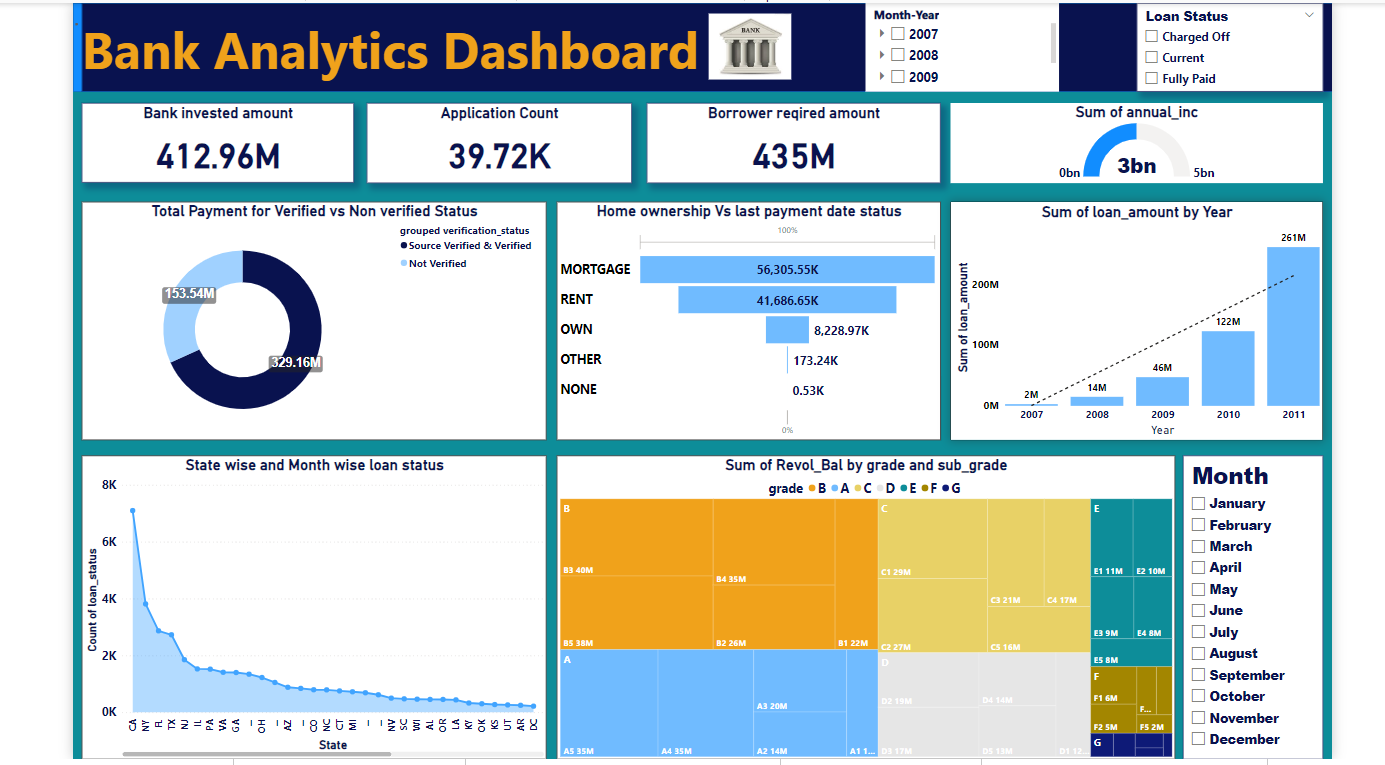 Bank Analytics Dashboard
BANK
Month-Year
2007
2008
2009
Loan Status
Charged Off
Current
Fully Paid
Bank invested amount
412.96M
Application Count
39.72K
Borrower reqired amount
435M
Sum of annual_inc
0bn
3bn
5bn
Total Payment for Verified vs Non verified Status
grouped verification_status
Source Verified & Verified
Not Verified
153.54M
329.16M
Home ownership Vs last payment date status
100%
MORTGAGE 56,305.55K
RENT 41,686.65K
OWN 8,228.97K
OTHER 173.24K
NONE 0.53K
0%
Sum of loan_amount by Year
Sum of loan_amount
200M
100M
0M
2M
14M
46M
122M
261M
2007 2008 2009 2010 2011
Year
State wise and Month wise loan status
Count of loan_status
8K
6K
4K
2K
0K
CA NY FL TX NJ IL PA VA GA OH AZ CO NC CT MI NV SC WI AL OR LA KY OK KS UT AR DC
State
Sum of Revol_Bal by grade and sub_grade
grade B A C D E F G
B
B3 40M
B5 38M
B4 35M
B2 26M
B1 22M
A
A5 35M
A4 35M
A3 20M
A2 14M
A1 1...
C
C1 29M
C2 27M
C3 21M
C4 17M
C5 16M
D
D2 19M
D3 17M
D4 14M
D5 13M
D1 12...
E
E1 11M
E2 10M
E3 9M
E4 8M
E5 8M
F
F1 6M
F2 5M
F...
F5 2M
G
Month
January
February
March
April
May
June
July
August
September
October
November
December